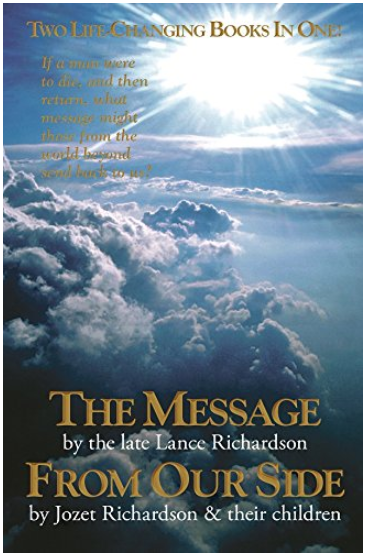 TWO LIFE-CHANGING BOOKS IN ONE!
If a man were
to die, and then
return, what
message might
those from the
world beyond
send back to us?
THE MESSAGE
by the late Lance Richardson
FROM OUR SIDE
by Jozet Richardson & their children